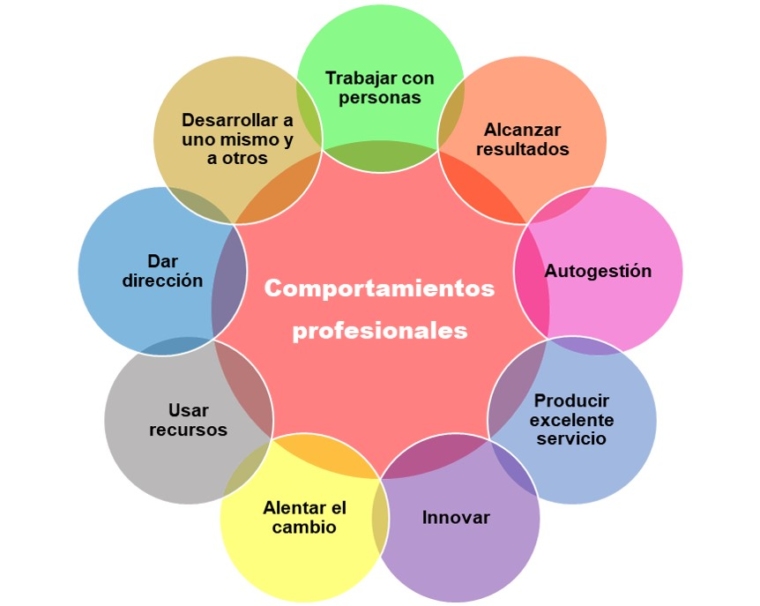 Trabajar con
personas
Alcanzar
resultados
Autogestión
Producir
excelente
servicio
Innovar
Alentar el
cambio
Usar
recursos
Dar
dirección
Desarrollar a
uno mismo y
a otros
Comportamientos
profesionales